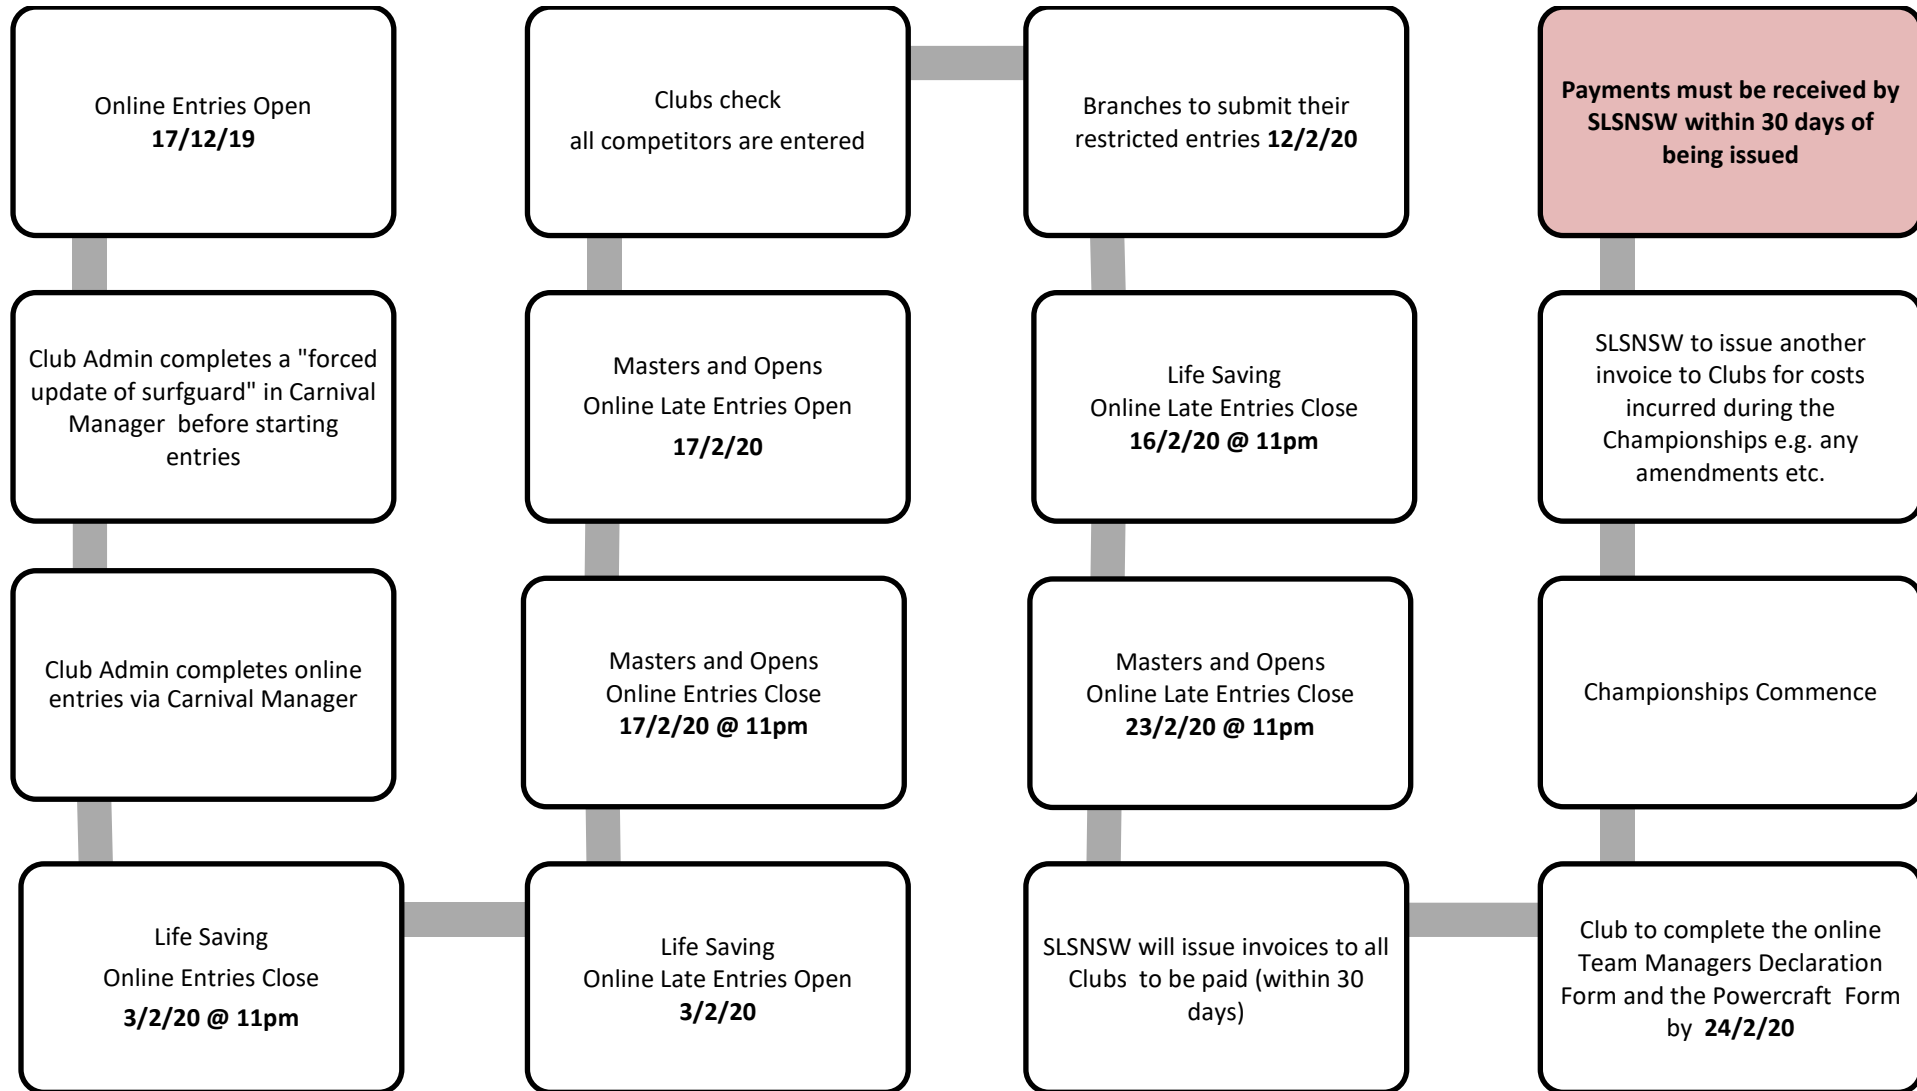 Online Entries Open
17/12/19
Club Admin completes a "forced
update of surfguard" in Carnival
Manager before starting
entries
Club Admin completes online
entries via Carnival Manager
Life Saving
Online Entries Close
3/2/20 @ 11pm
Life Saving
Online Late Entries Open
3/2/20
Masters and Opens
Online Entries Close
17/2/20 @ 11pm
Masters and Opens
Online Late Entries Open
17/2/20
Clubs check
all competitors are entered
Branches to submit their
restricted entries 12/2/20
Life Saving
Online Late Entries Close
16/2/20 @ 11pm
Masters and Opens
Online Late Entries Close
23/2/20 @ 11pm
SLSNSW will issue invoices to all
Clubs to be paid (within 30
days)
Club to complete the online
Team Managers Declaration
Form and the Powercraft Form
by 24/2/20
Championships Commence
SLSNSW to issue another
invoice to Clubs for costs
incurred during the
Championships e.g. any
amendments etc.
Payments must be received by
SLSNSW within 30 days of
being issued